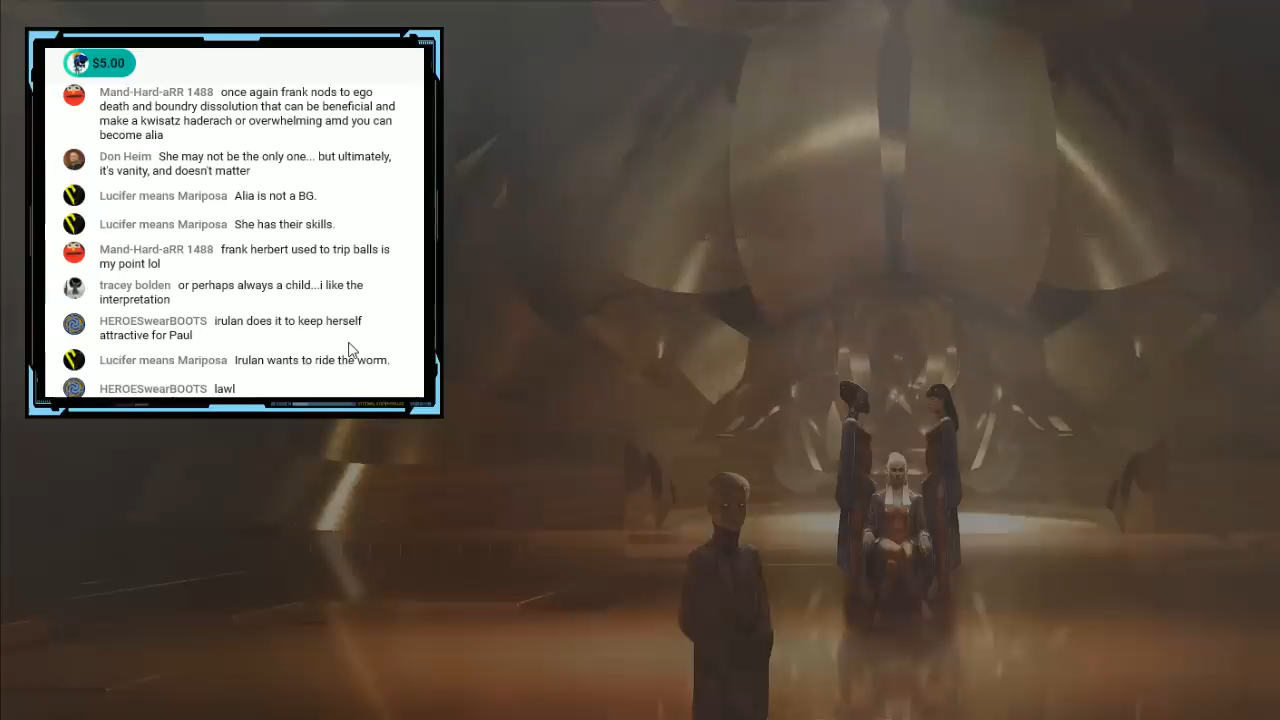 $5.00
Mand-Hard-aRR 1488 once again frank nods to ego
death and boundry dissolution that can be beneficial and
make a kwisatz haderach or overwhelming amd you can
become alia
Don Heim She may not be the only one... but ultimately,
it's vanity, and doesn't matter
Lucifer means Mariposa Alia is not a BG.
Lucifer means Mariposa She has their skills.
Mand-Hard-aRR 1488 frank herbert used to trip balls is
my point lol
tracey bolden or perhaps always a child...i like the
interpretation
HEROESwearBOOTS irulan does it to keep herself
attractive for Paul
Lucifer means Mariposa Irulan wants to ride the worm.
HEROESwearBOOTS lawl